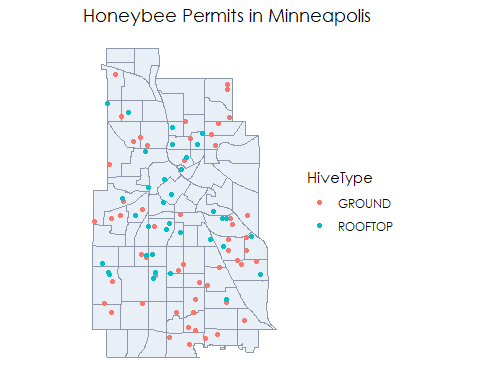 Honeybee Permits in Minneapolis
HiveType
GROUND
ROOFTOP